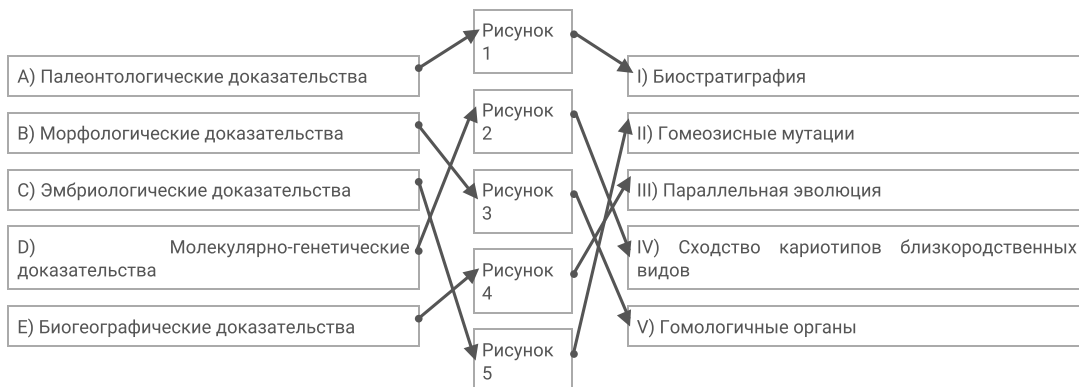 A) Палеонтологические доказательства
B) Морфологические доказательства
C) Эмбриологические доказательства
D) Молекулярно-генетические
доказательства
E) Биогеографические доказательства
Рисунок
1
Рисунок
2
Рисунок
3
Рисунок
4
Рисунок
5
I) Биостратиграфия
II) Гомеозисные мутации
III) Параллельная эволюция
IV) Сходство кариотипов близкородственных
видов
V) Гомологичные органы